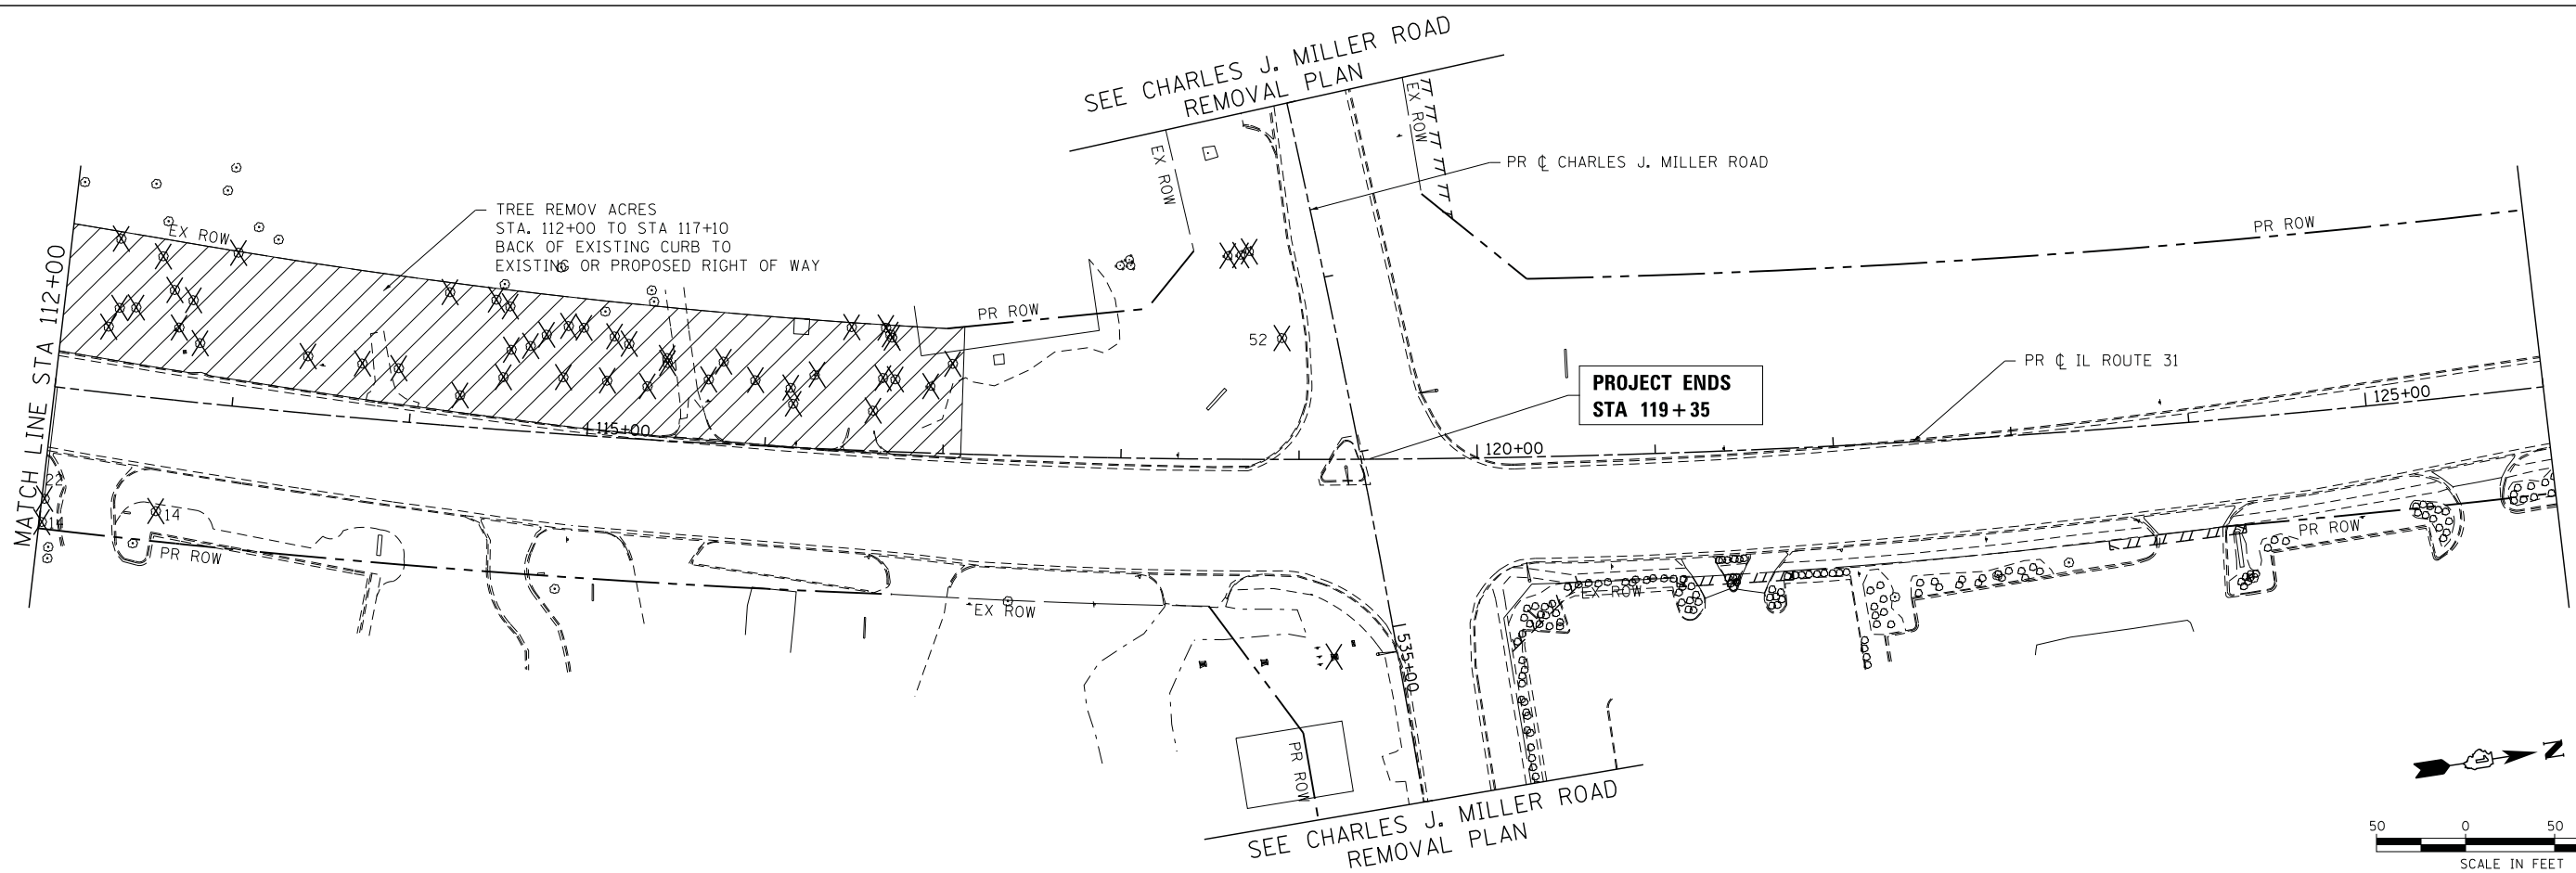 SEE CHARLES J. MILLER ROAD
REMOVAL PLAN
EX ROW
EX ROW
PR ℄ CHARLES J. MILLER ROAD
TREE REMOV ACRES
STA. 112+00 TO STA 117+10
BACK OF EXISTING CURB TO
EXISTING OR PROPOSED RIGHT OF WAY
EX ROW
PR ROW
PR ROW
MATCH LINE STA 112+00
52
PR ℄ IL ROUTE 31
PROJECT ENDS
STA 119+35
115+00
120+00
125+00
22
14
14
PR ROW
EX ROW
EX ROW
PR ROW
535+00
PR ROW
SEE CHARLES J. MILLER ROAD
REMOVAL PLAN
N
50 0 50
SCALE IN FEET